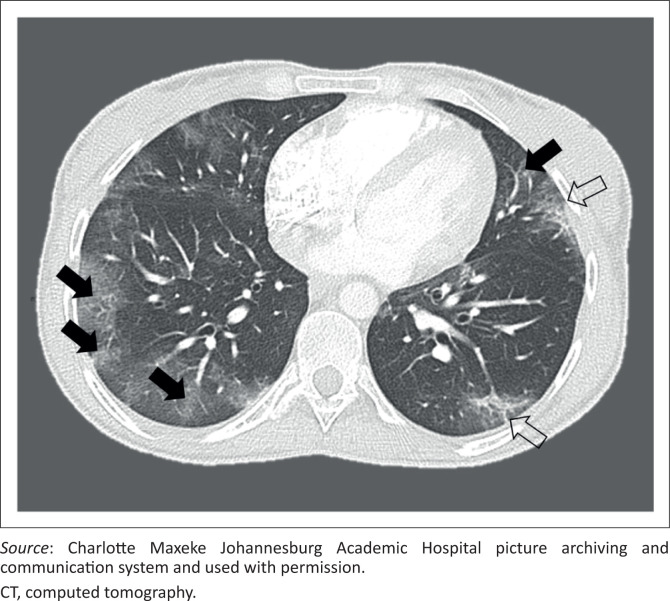 Source: Charlotte Maxeke Johannesburg Academic Hospital picture archiving and
communication system and used with permission.
CT, computed tomography.